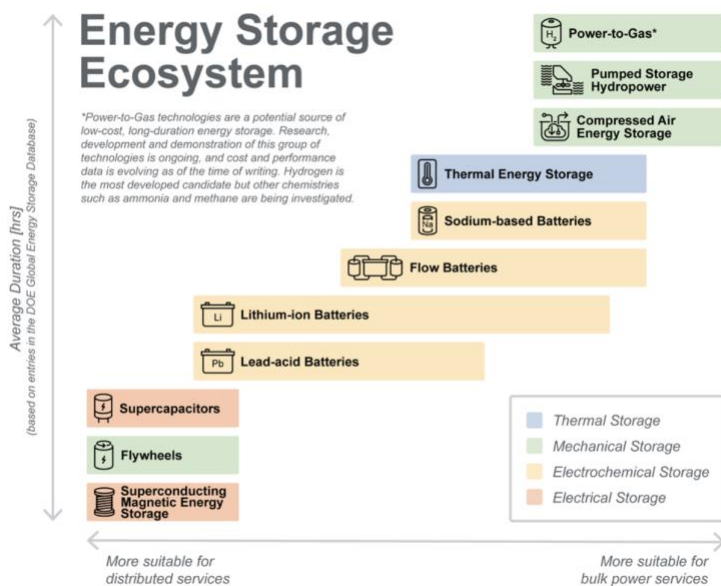 Energy Storage
Ecosystem
*Power-to-Gas technologies are a potential source of
low-cost, long-duration energy storage. Research,
development and demonstration of this group of
technologies is ongoing, and cost and performance
data is evolving as of the time of writing. Hydrogen is
the most developed candidate but other chemistries
such as ammonia and methane are being investigated.
Average Duration [hrs]
(based on entries in the DOE Global Energy Storage Database)
H2
Power-to-Gas*
Pumped Storage
Hydropower
Compressed Air
Energy Storage
Thermal Energy Storage
Na
Sodium-based Batteries
Flow Batteries
Li
Lithium-ion Batteries
Pb
Lead-acid Batteries
Supercapacitors
Flywheels
Superconducting
Magnetic Energy
Storage
Thermal Storage
Mechanical Storage
Electrochemical Storage
Electrical Storage
More suitable for
distributed services
More suitable for
bulk power services